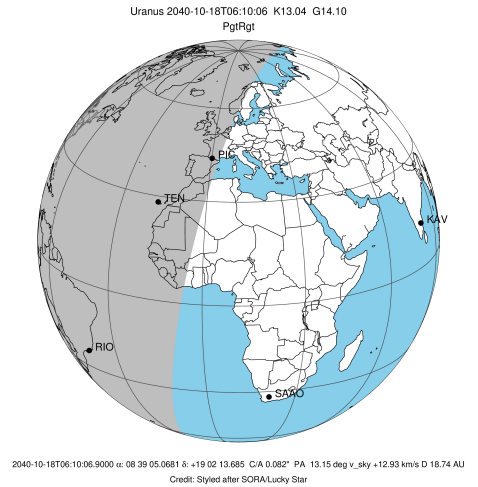 Uranus 2040-10-18T06:10:06 K13.04 G14.10
PgtRgt
PIC
TEN
KAV
RIO
SAAO
2040-10-18T06:10:06.9000 α: 08 39 05.0681 δ: +19 02 13.685 C/A 0.082" PA 13.15 deg v_sky +12.93 km/s D 18.74 AU
Credit: Styled after SORA/Lucky Star